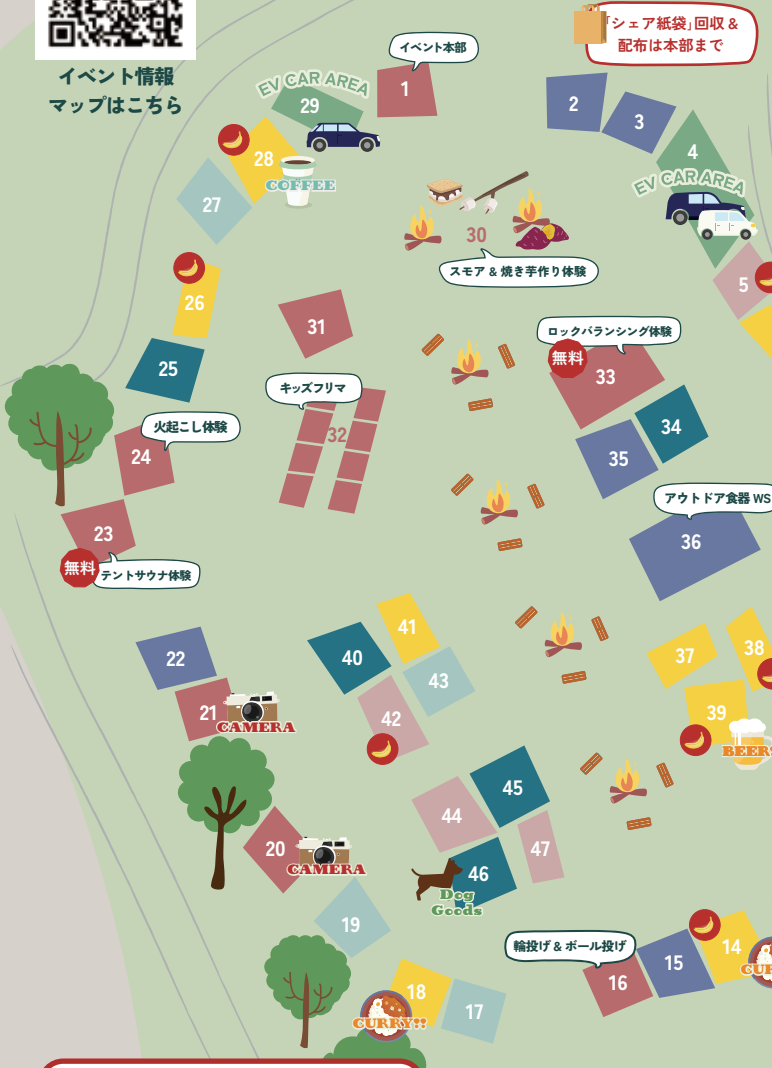 「シェア紙袋」回収 &
配布は本部まで
イベント情報
マップはこちら
イベント本部
1
EV CAR AREA
29
2
3
4
EV CAR AREA
28
COFFEE
27
30
スモア & 焼き芋作り体験
5
26
31
ロックバランシング体験
無料
33
25
キッズフリマ
32
34
火起こし体験
24
35
アウトドア食器 WS
36
23
無料
テントサウナ体験
22
40
41
43
37
38
21
CAMERA
42
39
BEER
45
44
47
20
CAMERA
46
Dog
Goods
19
輪投げ & ボール投げ
16
15
14
CUR
18
CURRY!!
17